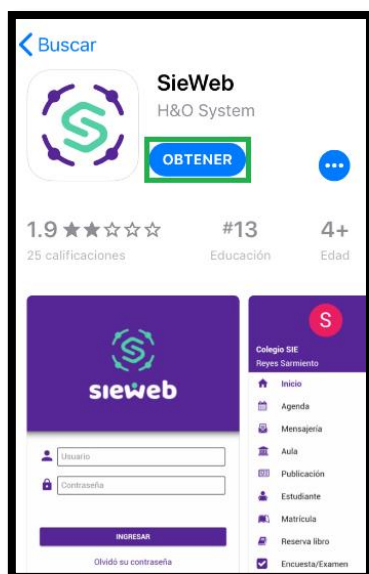 Buscar
SieWeb
H&O System
OBTENER
1.9
#13
4+
25 calificaciones
Educación
Edad
sieweb
Usuario
Contraseña
INGRESAR
Olvidó su contraseña
S
Colegio SIE
Reyes Sarmiento
Inicio
Agenda
Mensajería
Aula
Publicación
Estudiante
Matrícula
Reserva libro
Encuesta/Examen